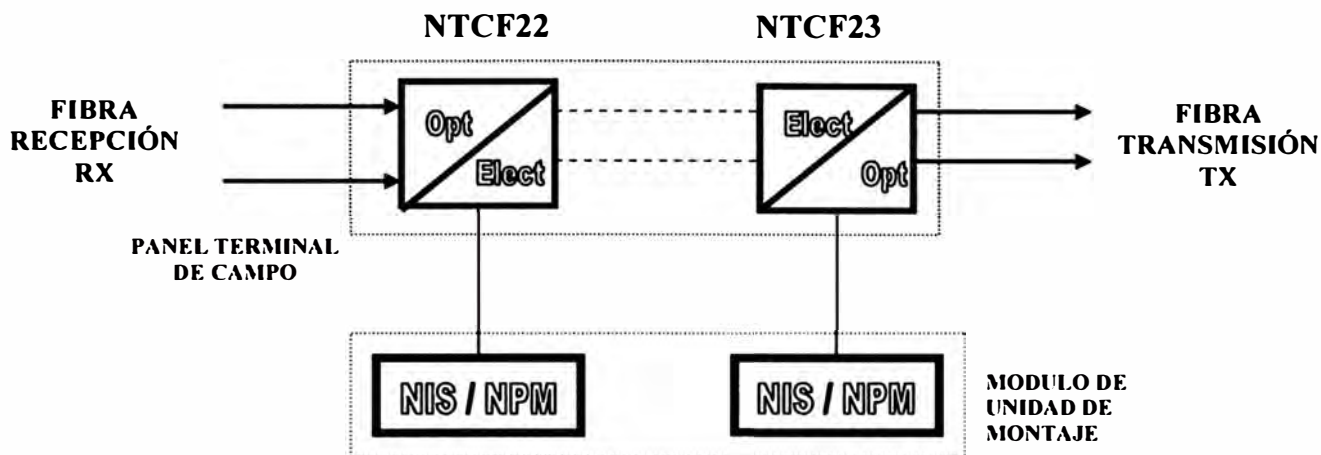 NTCF22
NTCF23
FIBRA
RECEPCIÓN
RX
Opt
Elect
Elect
Opt
FIBRA
TRANSMISIÓN
TX
PANEL TERMINAL
DE CAMPO
NIS / NPM
NIS / NPM
MODULO DE
UNIDAD DE
MONTAJE